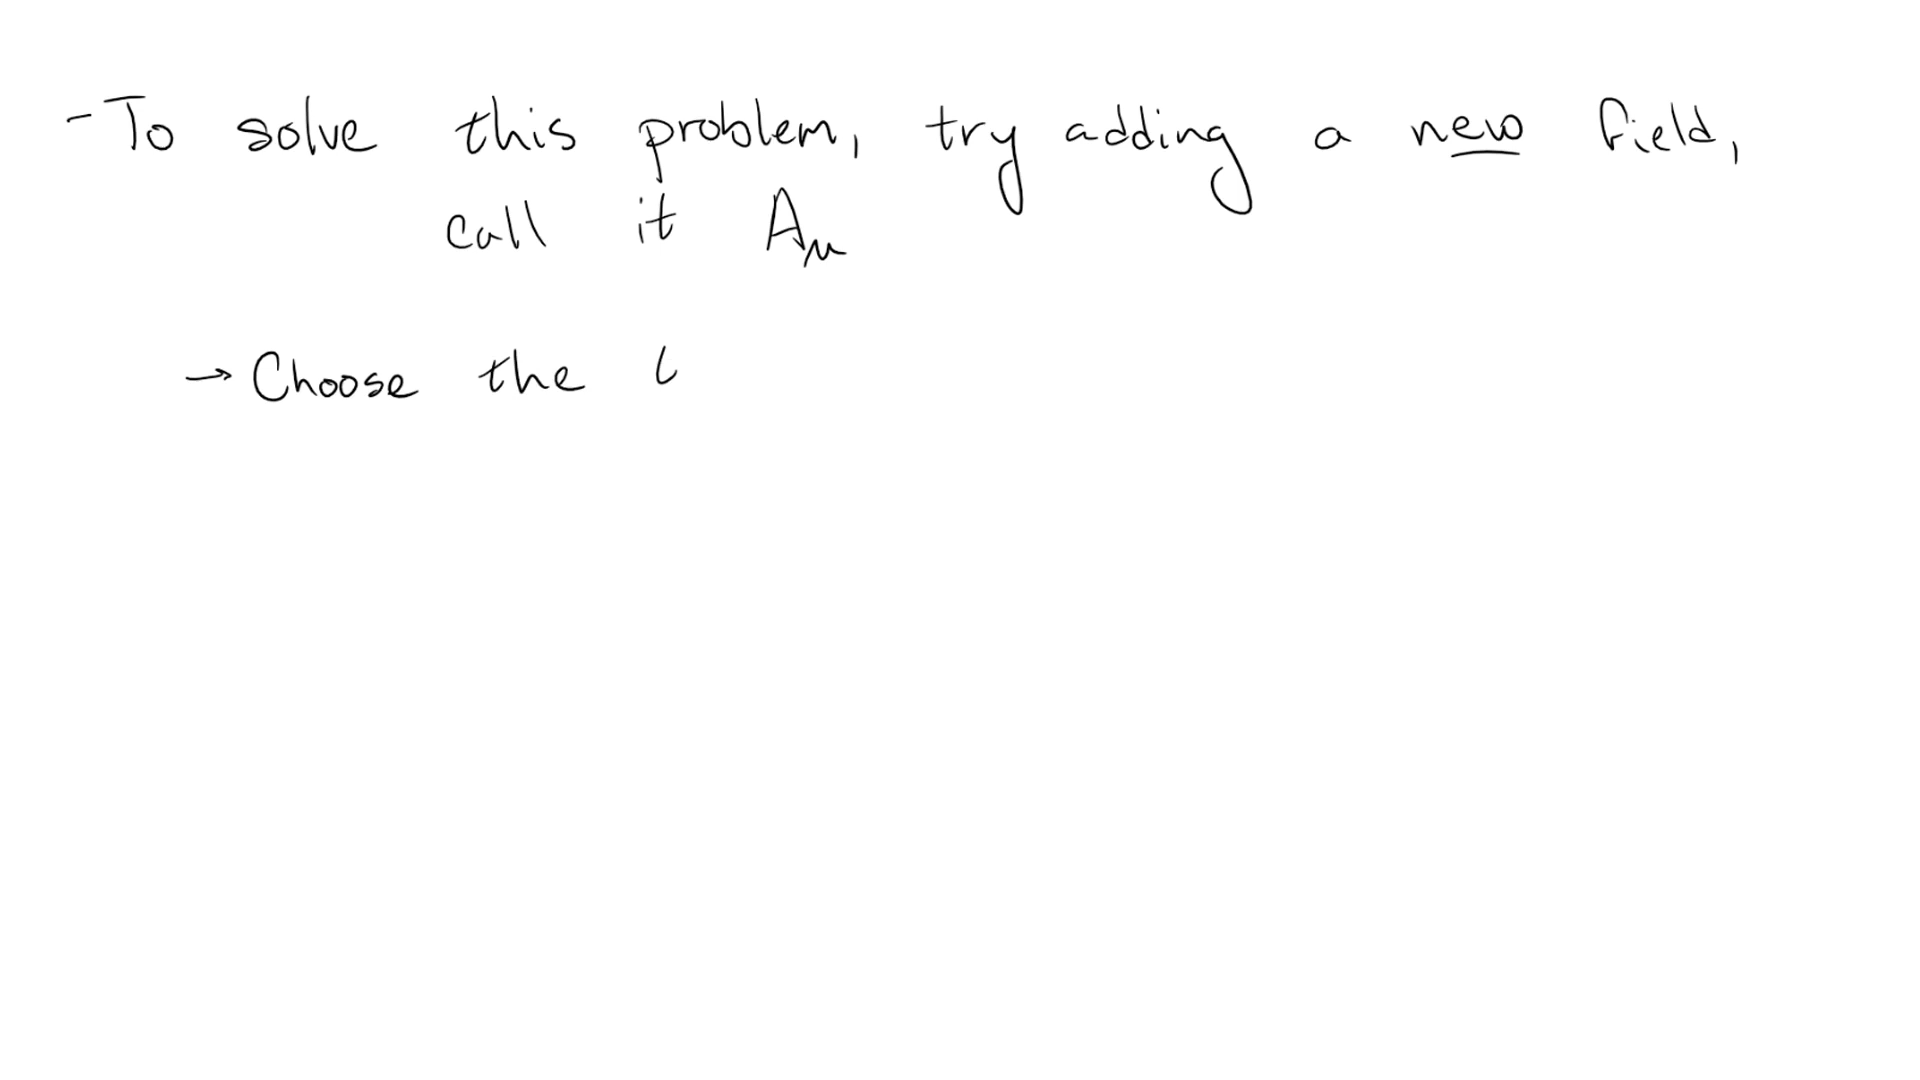 - To solve this problem, try adding a new field,
call it Aμ
→ Choose the